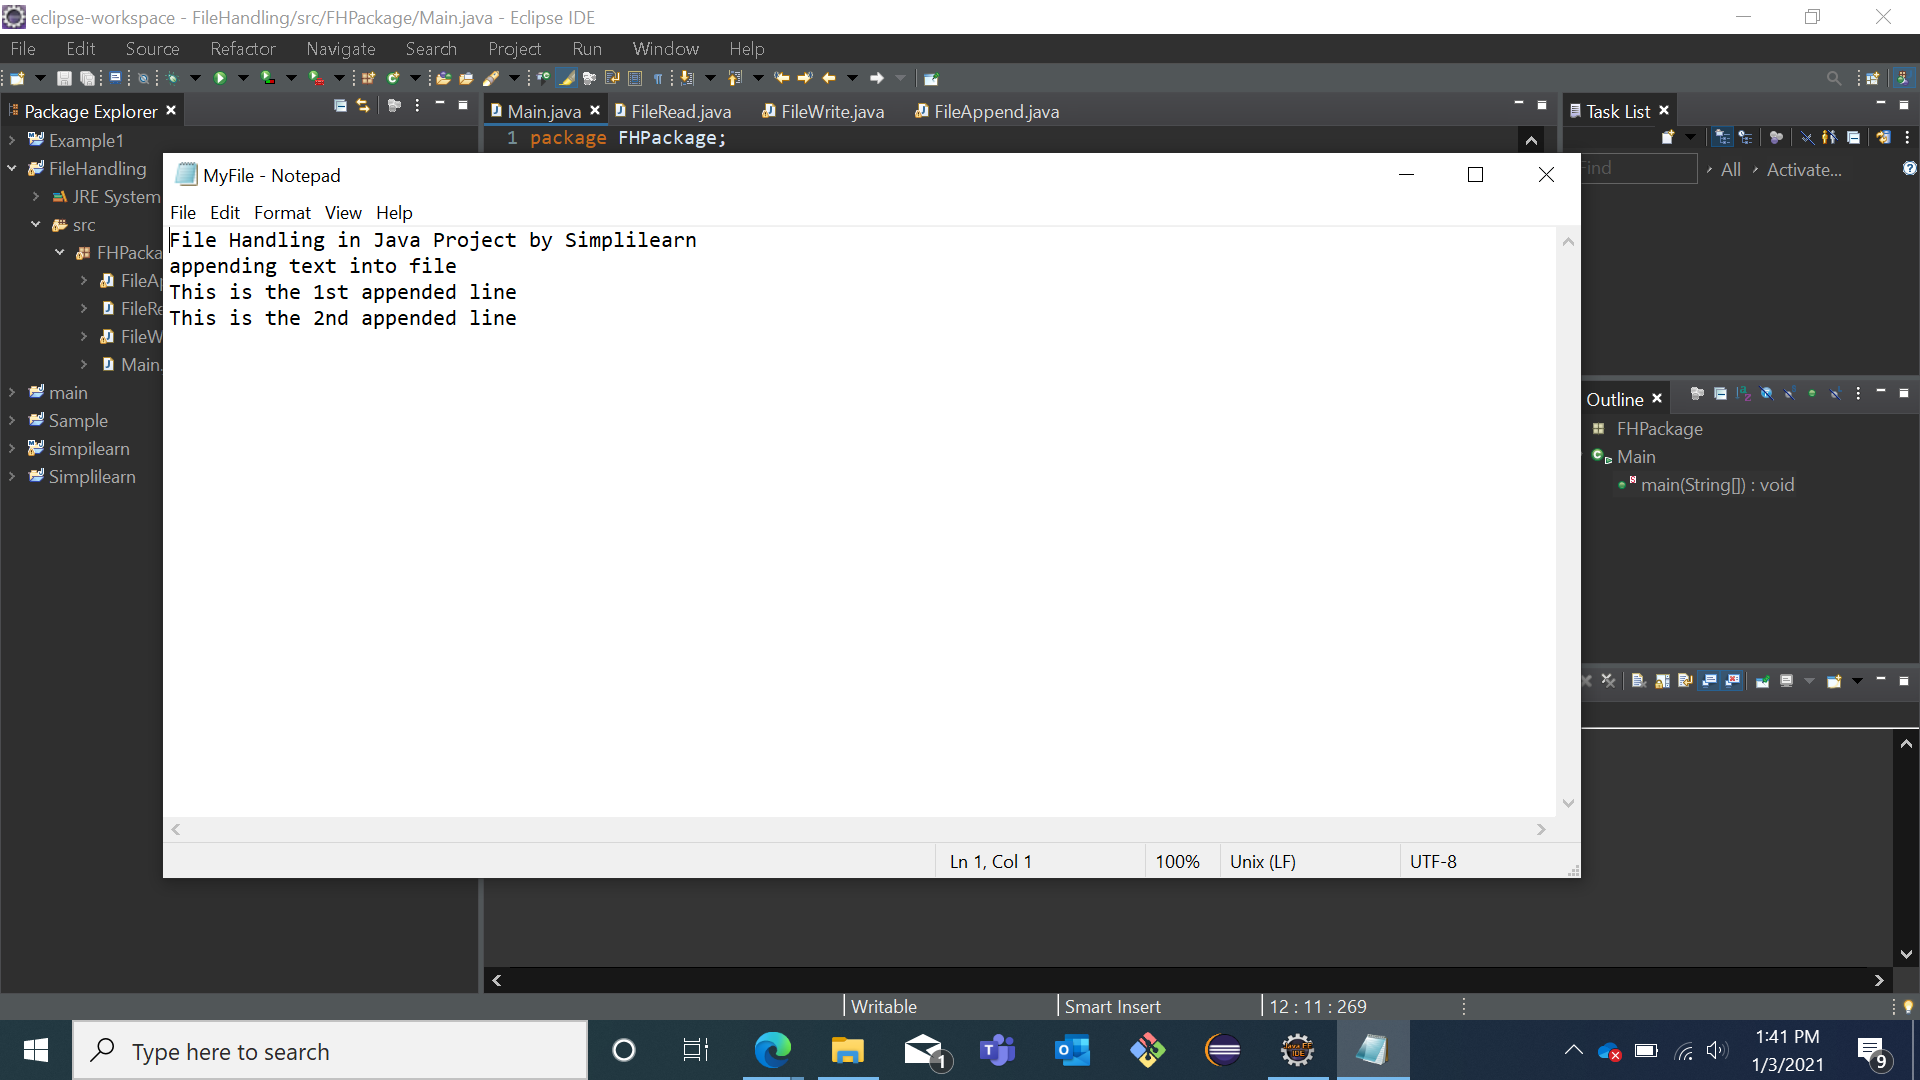 eclipse-workspace - FileHandling/src/FHPackage/Main.java - Eclipse IDE
File Edit Source Refactor Navigate Search Project Run Window Help
Package Explorer
Example1
FileHandling
JRE System
src
FHPacka
FileA
FileRe
FileW
Main.
main
Sample
simpilearn
Simplilearn
Main.java FileRead.java FileWrite.java FileAppend.java
1 package FHPackage;
MyFile - Notepad
File Edit Format View Help
File Handling in Java Project by Simplilearn
appending text into file
This is the 1st appended line
This is the 2nd appended line
Ln 1, Col 1 100% Unix (LF) UTF-8
Task List
Find All Activate...
Outline
FHPackage
Main
main(String[]) : void
Writable Smart Insert 12 : 11 : 269
Type here to search
1
1:41 PM
1/3/2021
9